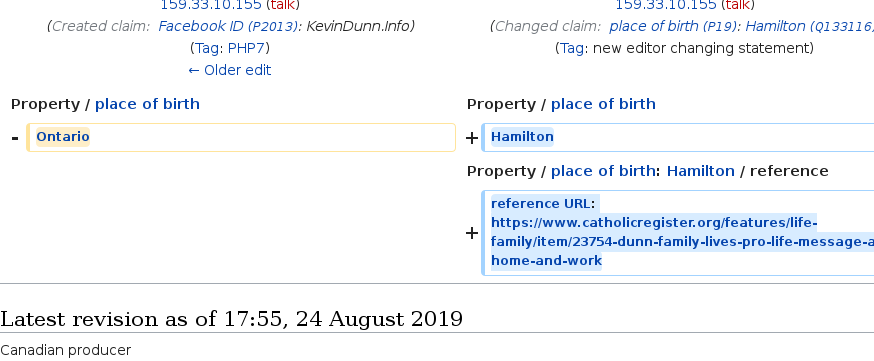 159.33.10.155 (talk)
(Created claim: Facebook ID (P2013): KevinDunn.Info)
(Tag: PHP7)
← Older edit
159.33.10.155 (talk)
(Changed claim: place of birth (P19): Hamilton (Q133116)
(Tag: new editor changing statement)
Property / place of birth
- Ontario
Property / place of birth
+ Hamilton
Property / place of birth: Hamilton / reference
+ reference URL:
https://www.catholicregister.org/features/life-
family/item/23754-dunn-family-lives-pro-life-message-a
home-and-work
Latest revision as of 17:55, 24 August 2019
Canadian producer